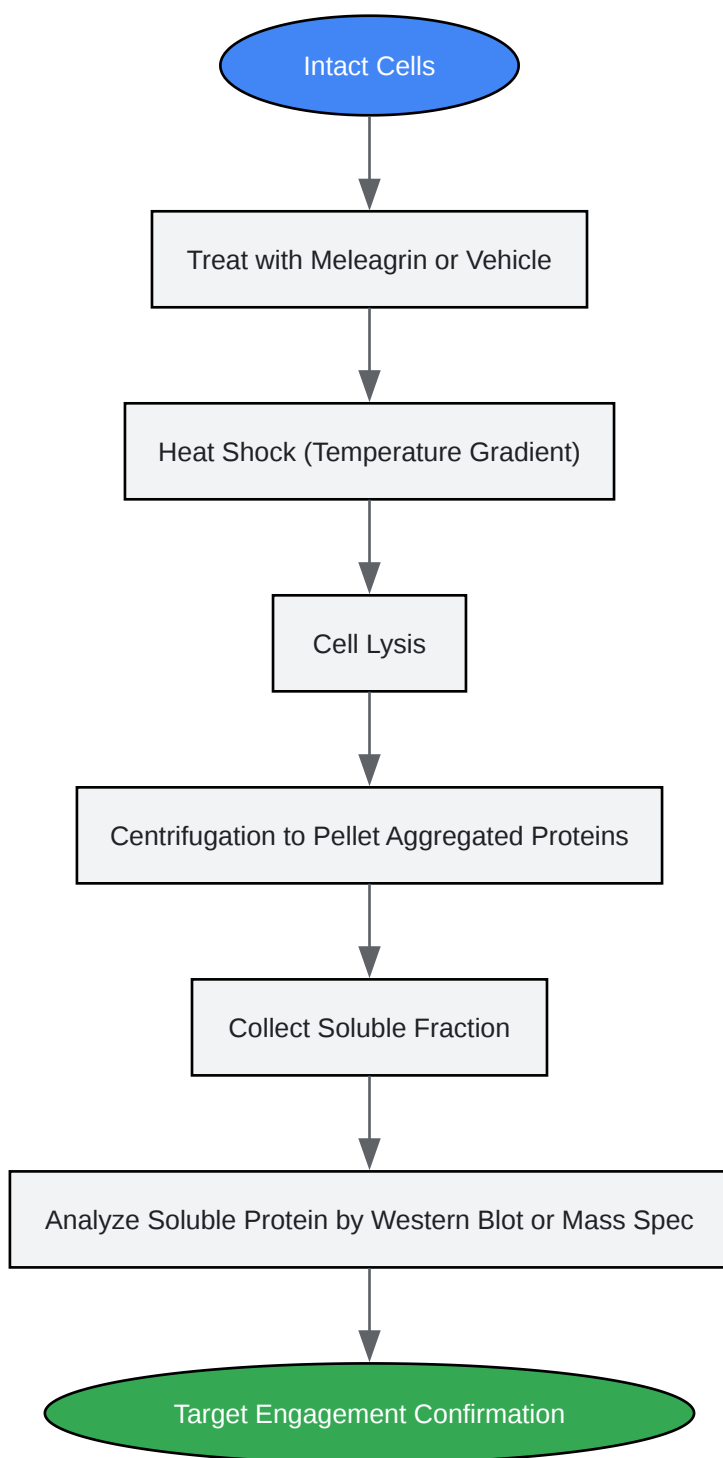 Intact Cells
Treat with Meleagrin or Vehicle
Heat Shock (Temperature Gradient)
Cell Lysis
Centrifugation to Pellet Aggregated Proteins
Collect Soluble Fraction
Analyze Soluble Protein by Western Blot or Mass Spec
Target Engagement Confirmation